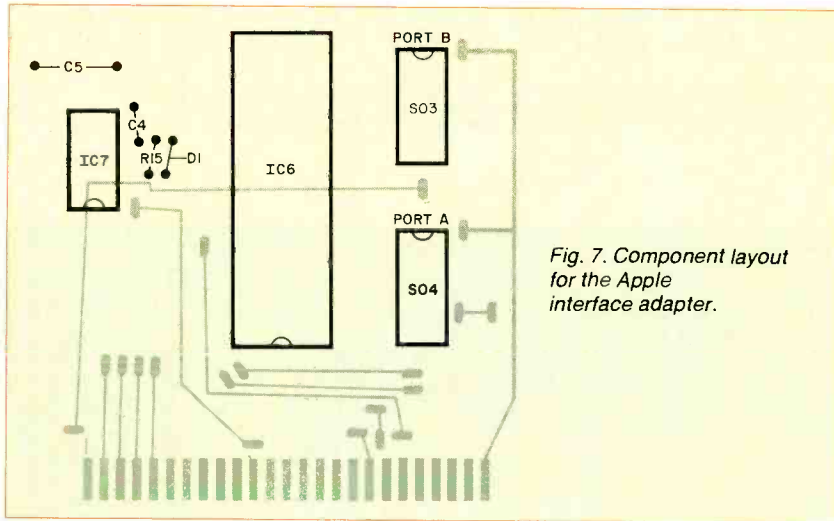 PORT B
C5
SO3
C4
IC7
R15
D1
IC6
PORT A
SO4
Fig. 7. Component layout
for the Apple
interface adapter.